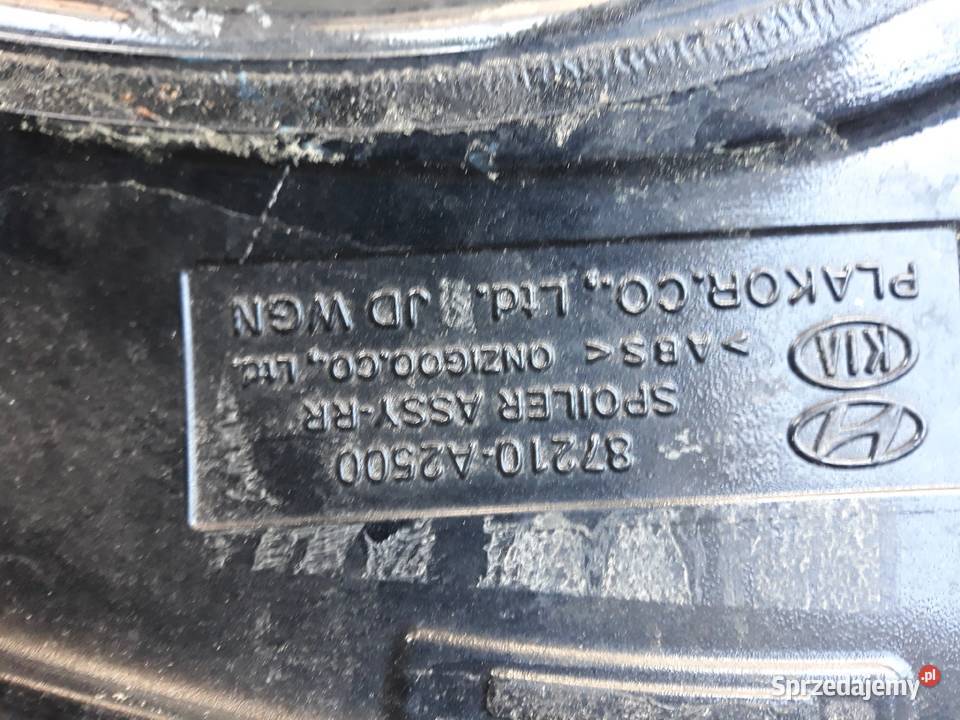 87210-A2500
SPOILER ASSY-RR
KIA >ABS< ONZIGOO.CO., Ltd.
PLAKOR.CO., Ltd. JD WGN
Sprzedajemy.pl